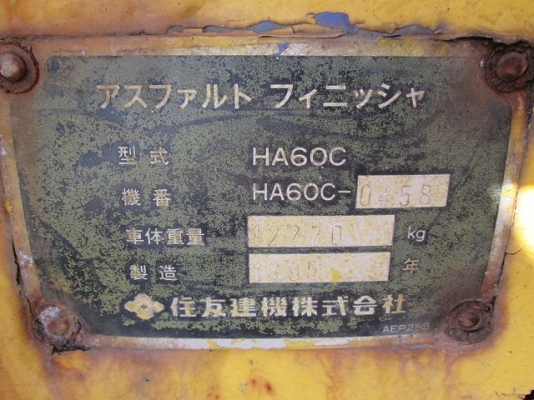 アスファルト フィニッシャ
型式 HA60C
機番 HA60C-0458
車体重量 12220 kg
製造 年
住友建機株式会社